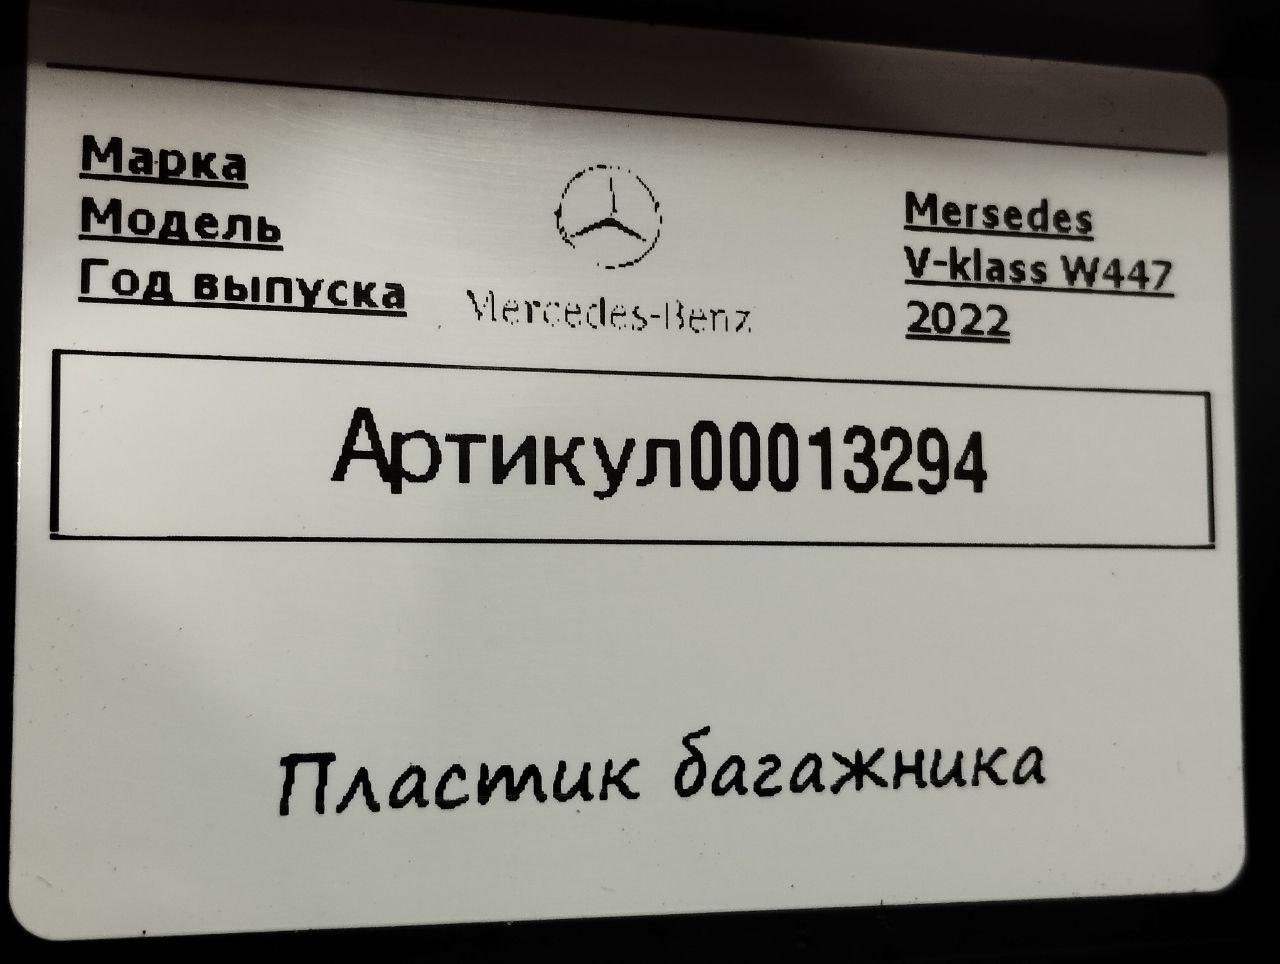 Марка
Модель
Год выпуска
Mercedes-Benz
Mersedes
V-klass W447
2022
Артикул00013294
Пластик багажника